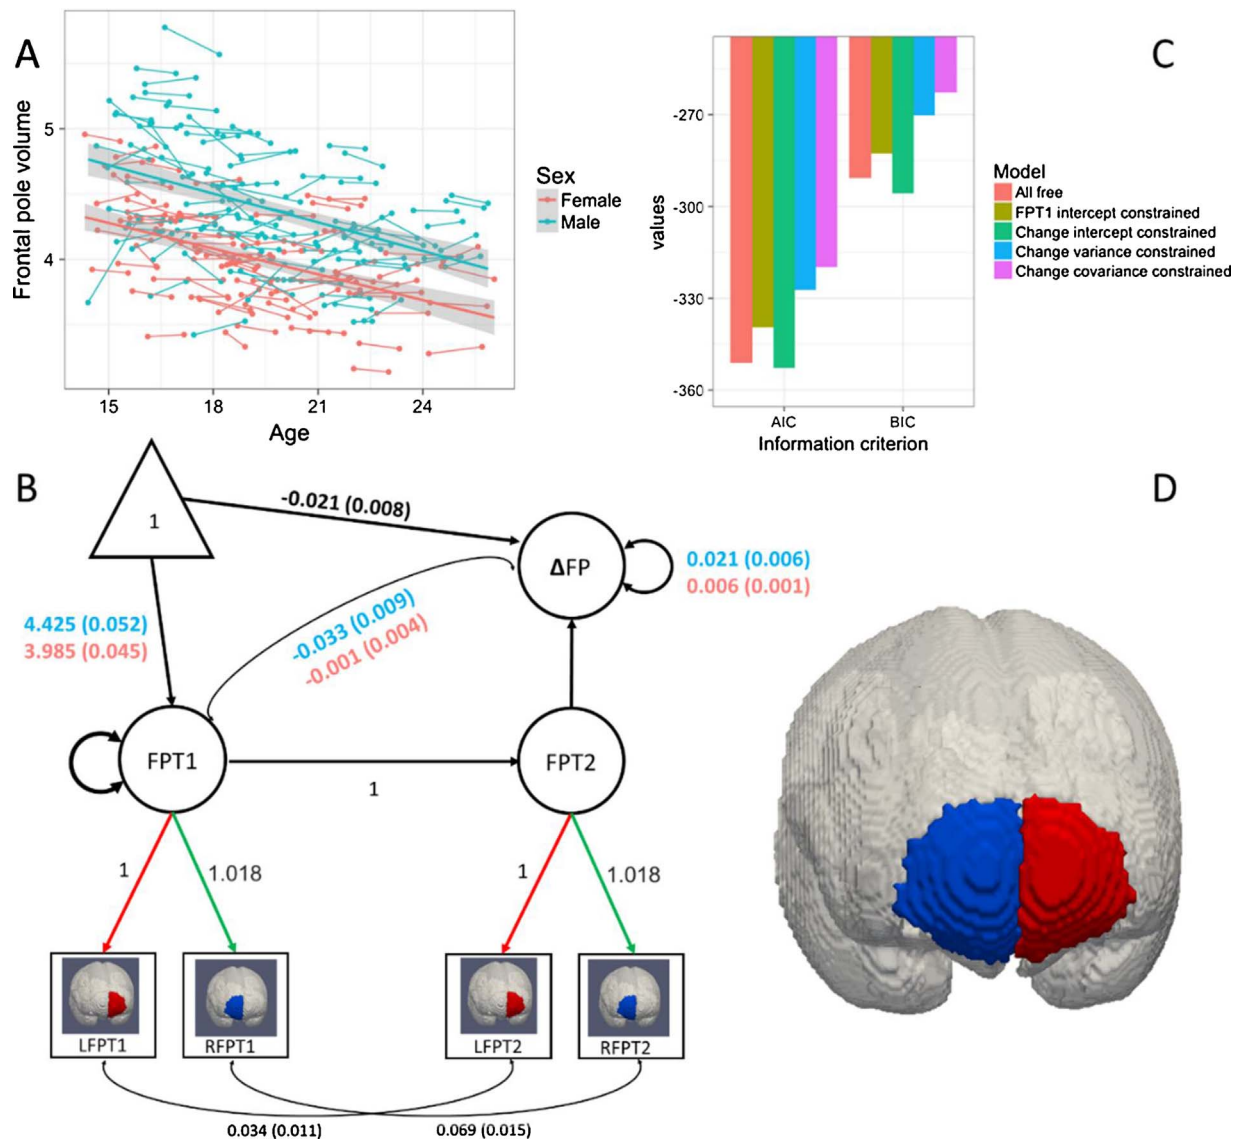 A
Frontal pole volume
5
4
15
18
21
24
Age
Sex
Female
Male
C
values
-270
-300
-330
-360
AIC
BIC
Information criterion
Model
All free
FPT1 intercept constrained
Change intercept constrained
Change variance constrained
Change covariance constrained
B
1
-0.021 (0.008)
ΔFP
0.021 (0.006)
0.006 (0.001)
4.425 (0.052)
3.985 (0.045)
-0.033 (0.009)
-0.001 (0.004)
FPT1
1
FPT2
1
1.018
1
1.018
LFPT1
RFPT1
LFPT2
RFPT2
0.034 (0.011)
0.069 (0.015)
D